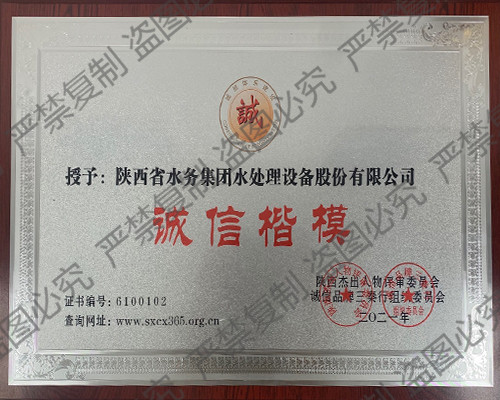 誠
授予：陕西省水务集团水处理设备股份有限公司
诚信楷模
陕西杰出人物保审委员会
诚信品牌三秦行组织委员会
二〇二一年
证书编号：6100102
查询网址：www.sxcx365.org.cn
严禁复制 盗图必究